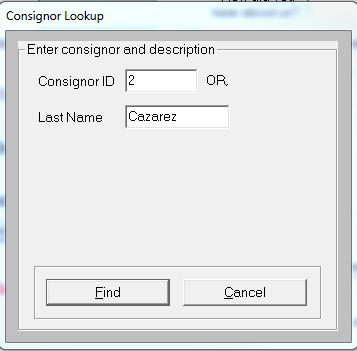 Consignor Lookup
Enter consignor and description
Consignor ID 2 OR,
Last Name Cazarez
Find Cancel